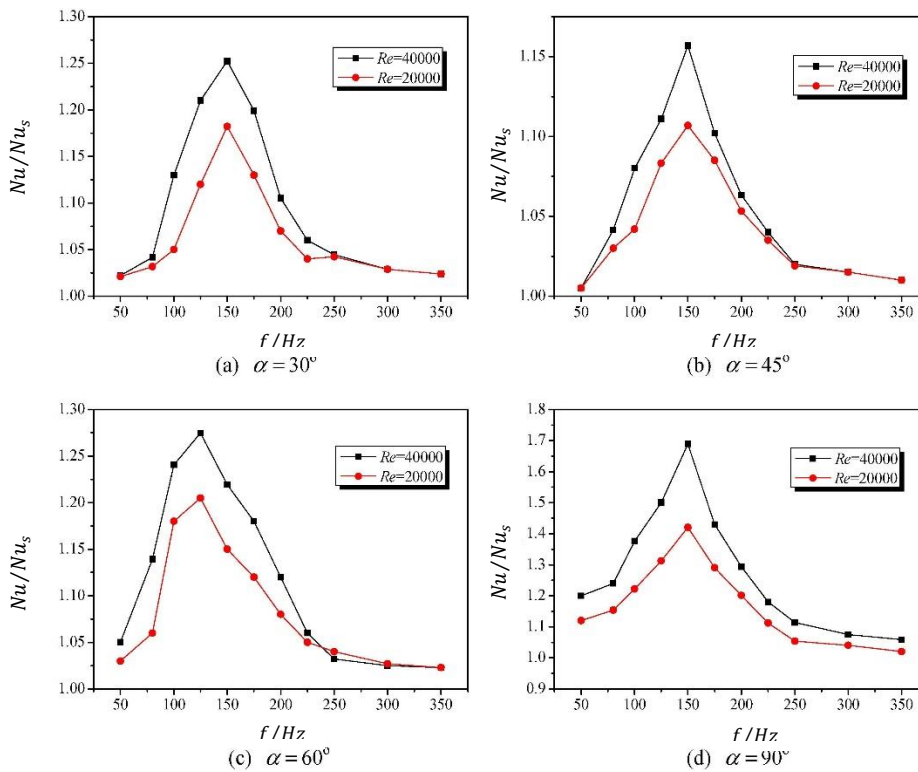 1.30
1.25
1.20
1.15
1.10
1.05
1.00
Nu/Nu_s
Re=40000
Re=20000
50 100 150 200 250 300 350
f/Hz
(a) α=30°
1.15
1.10
1.05
1.00
Nu/Nu_s
Re=40000
Re=20000
50 100 150 200 250 300 350
f/Hz
(b) α=45°
1.30
1.25
1.20
1.15
1.10
1.05
1.00
Nu/Nu_s
Re=40000
Re=20000
50 100 150 200 250 300 350
f/Hz
(c) α=60°
1.8
1.7
1.6
1.5
1.4
1.3
1.2
1.1
1.0
0.9
Nu/Nu_s
Re=40000
Re=20000
50 100 150 200 250 300 350
f/Hz
(d) α=90°